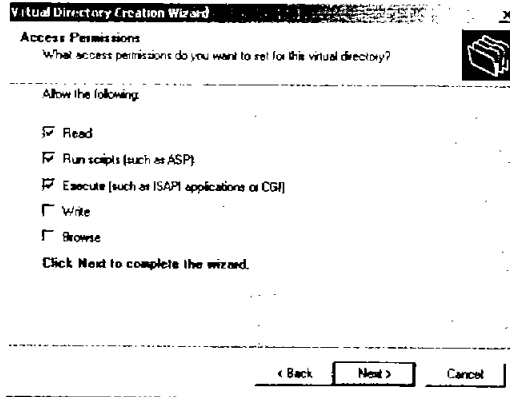 Virtual Directory Creation Wizard
Access Permissions
What access permissions do you want to set for this virtual directory?
Allow the following:
Read
Run scripts (such as ASP)
Execute (such as ISAPI applications or CGI)
Write
Browse
Click Next to complete the wizard.
< Back Next > Cancel